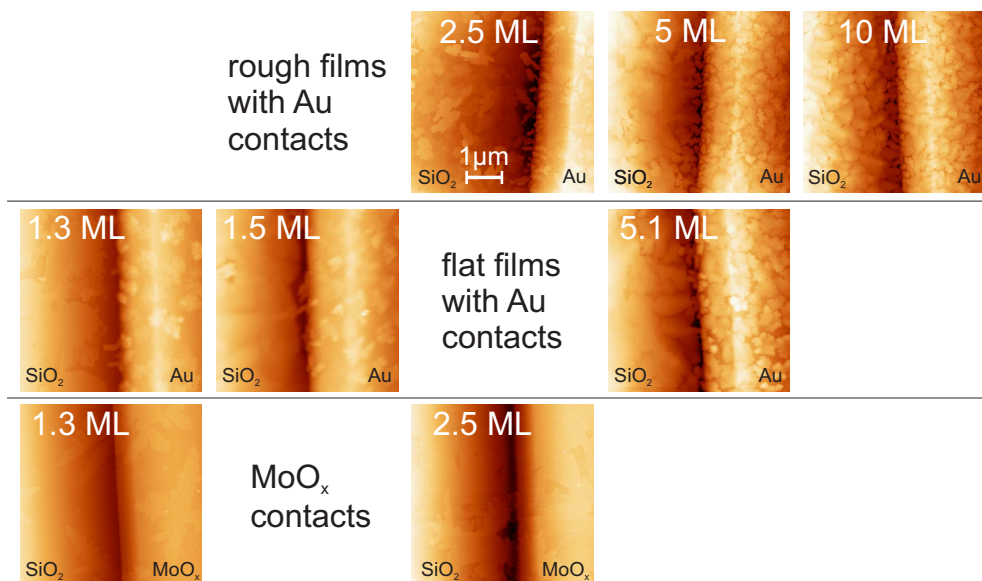 2.5 ML
5 ML
10 ML
rough films
with Au
contacts
1μm
SiO₂
Au
SiO₂
Au
SiO₂
Au
1.3 ML
1.5 ML
5.1 ML
flat films
with Au
contacts
SiO₂
Au
SiO₂
Au
SiO₂
Au
1.3 ML
2.5 ML
MoOₓ
contacts
SiO₂
MoOₓ
SiO₂
MoOₓ